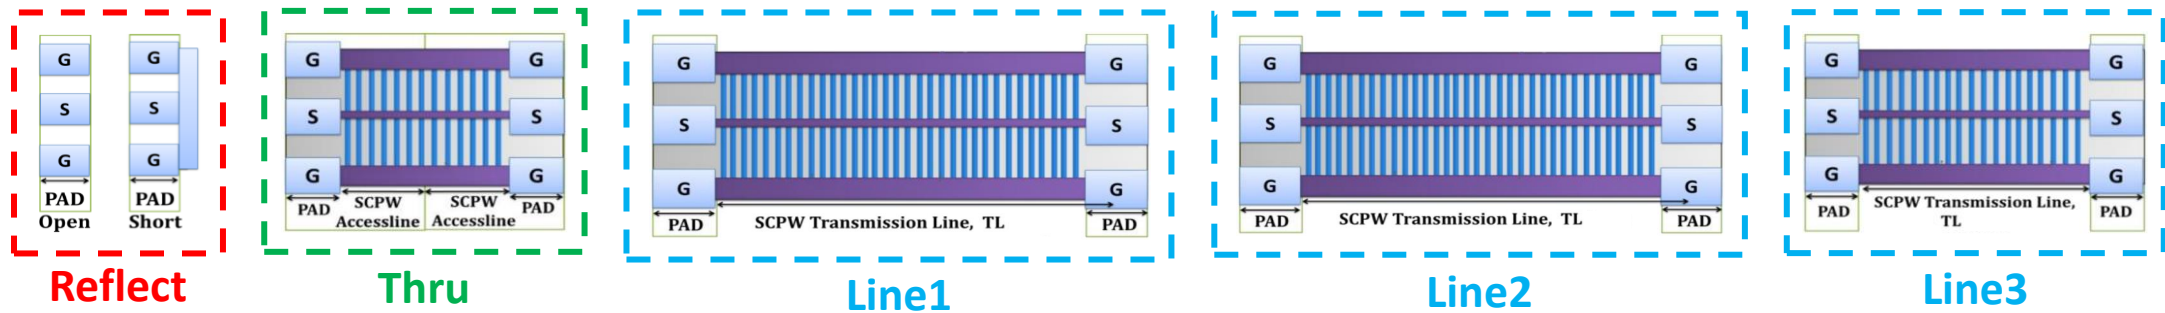 G
G
S
S
G
G
PAD
PAD
Open
Short
Reflect
G
G
S
S
G
G
PAD
SCPW
Accessline
SCPW
Accessline
PAD
Thru
G
G
S
S
G
G
SCPW Transmission Line, TL
PAD
PAD
Line1
G
G
S
S
G
G
SCPW Transmission Line, TL
PAD
PAD
Line2
G
G
S
S
G
G
PAD
SCPW Transmission Line,
TL
PAD
Line3